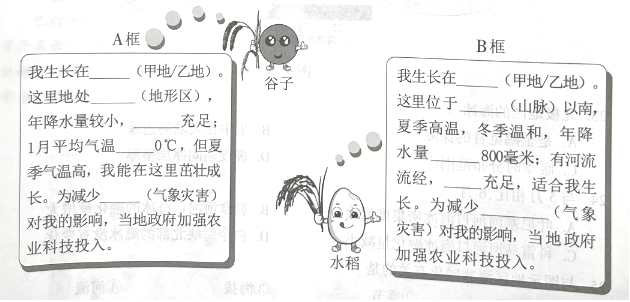 A框
我生长在_____（甲地/乙地）。
这里地处_____（地形区），
年降水量较小，_____充足；
1月平均气温_____0℃，但夏
季气温高，我能在这里茁壮成
长。为减少_____（气象灾害）
对我的影响，当地政府加强农
业科技投入。
谷子
B框
我生长在_____（甲地/乙地）。
这里位于_____（山脉）以南，
夏季高温，冬季温和，年降
水量_____800毫米；有河流
流经，_____充足，适合我生
长。为减少_____（气象
灾害）对我的影响，当地政府
加强农业科技投入。
水稻